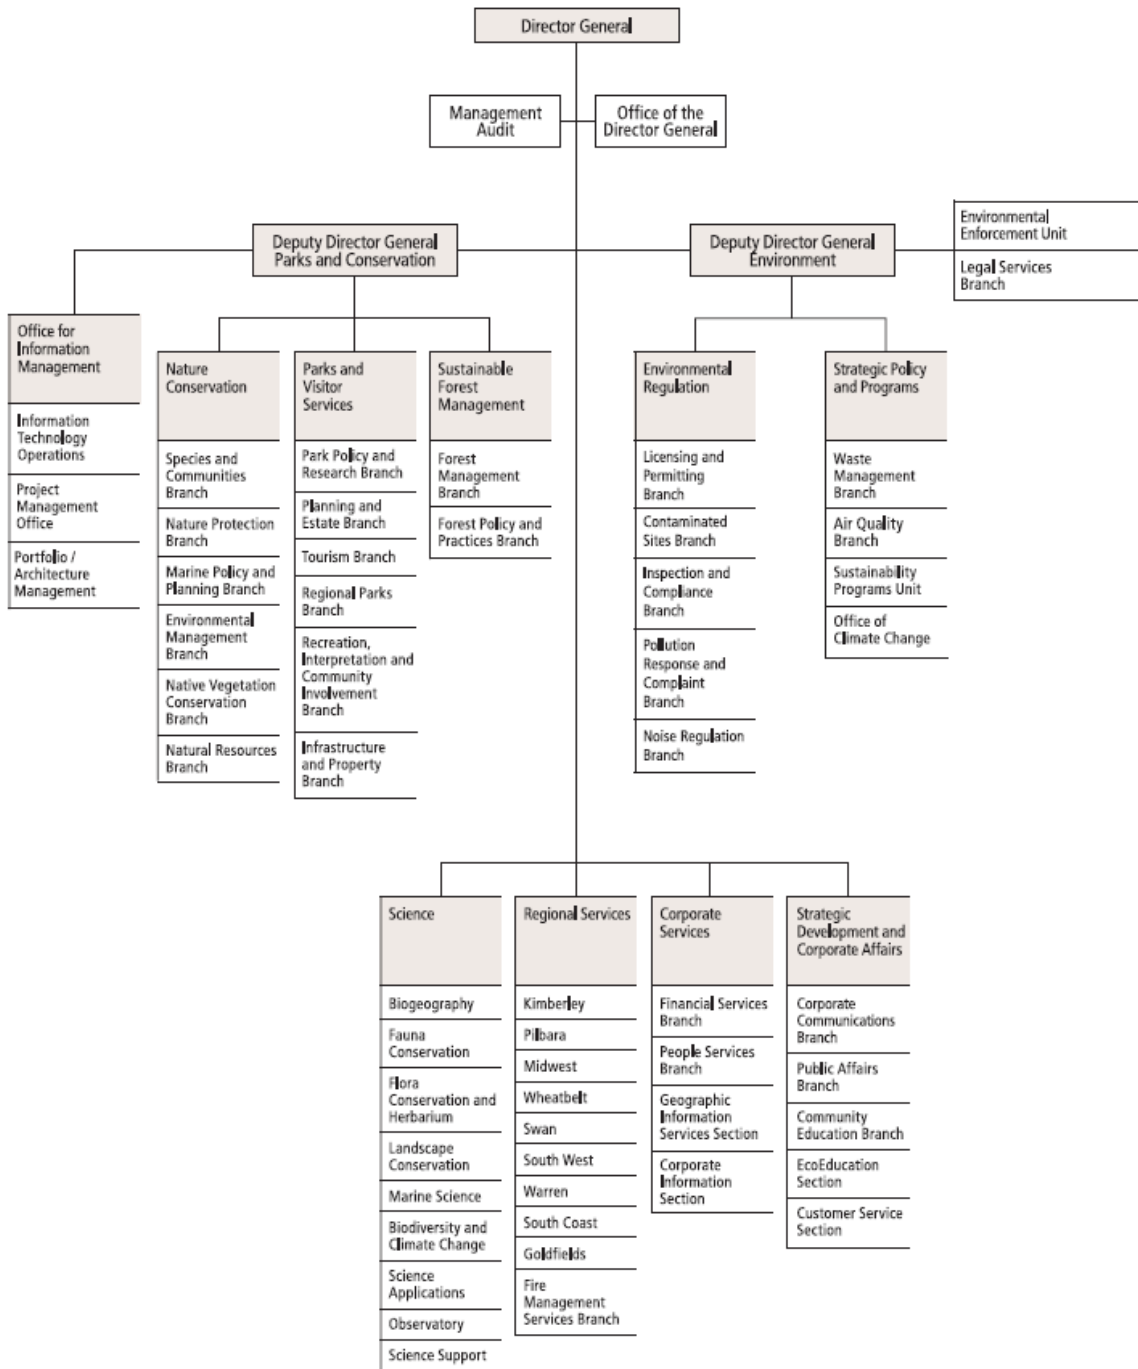 Director General
Management
Audit
Office of the
Director General
Deputy Director General
Parks and Conservation
Deputy Director General
Environment
Environmental
Enforcement Unit
Legal Services
Branch
Office for
Information
Management
Information
Technology
Operations
Project
Management
Office
Portfolio /
Architecture
Management
Nature
Conservation
Species and
Communities
Branch
Nature Protection
Branch
Marine Policy and
Planning Branch
Environmental
Management
Branch
Native Vegetation
Conservation
Branch
Natural Resources
Branch
Parks and
Visitor
Services
Park Policy and
Research Branch
Planning and
Estate Branch
Tourism Branch
Regional Parks
Branch
Recreation,
Interpretation and
Community
Involvement
Branch
Infrastructure
and Property
Branch
Sustainable
Forest
Management
Forest
Management
Branch
Forest Policy and
Practices Branch
Environmental
Regulation
Licensing and
Permitting
Branch
Contaminated
Sites Branch
Inspection and
Compliance
Branch
Pollution
Response and
Complaint
Branch
Noise Regulation
Branch
Strategic Policy
and Programs
Waste
Management
Branch
Air Quality
Branch
Sustainability
Programs Unit
Office of
Climate Change
Science
Biogeography
Fauna
Conservation
Flora
Conservation and
Herbarium
Landscape
Conservation
Marine Science
Biodiversity and
Climate Change
Science
Applications
Observatory
Science Support
Regional Services
Kimberley
Pilbara
Midwest
Wheatbelt
Swan
South West
Warren
South Coast
Goldfields
Fire
Management
Services Branch
Corporate
Services
Financial Services
Branch
People Services
Branch
Geographic
Information
Services Section
Corporate
Information
Section
Strategic
Development and
Corporate Affairs
Corporate
Communications
Branch
Public Affairs
Branch
Community
Education Branch
EcoEducation
Section
Customer Service
Section